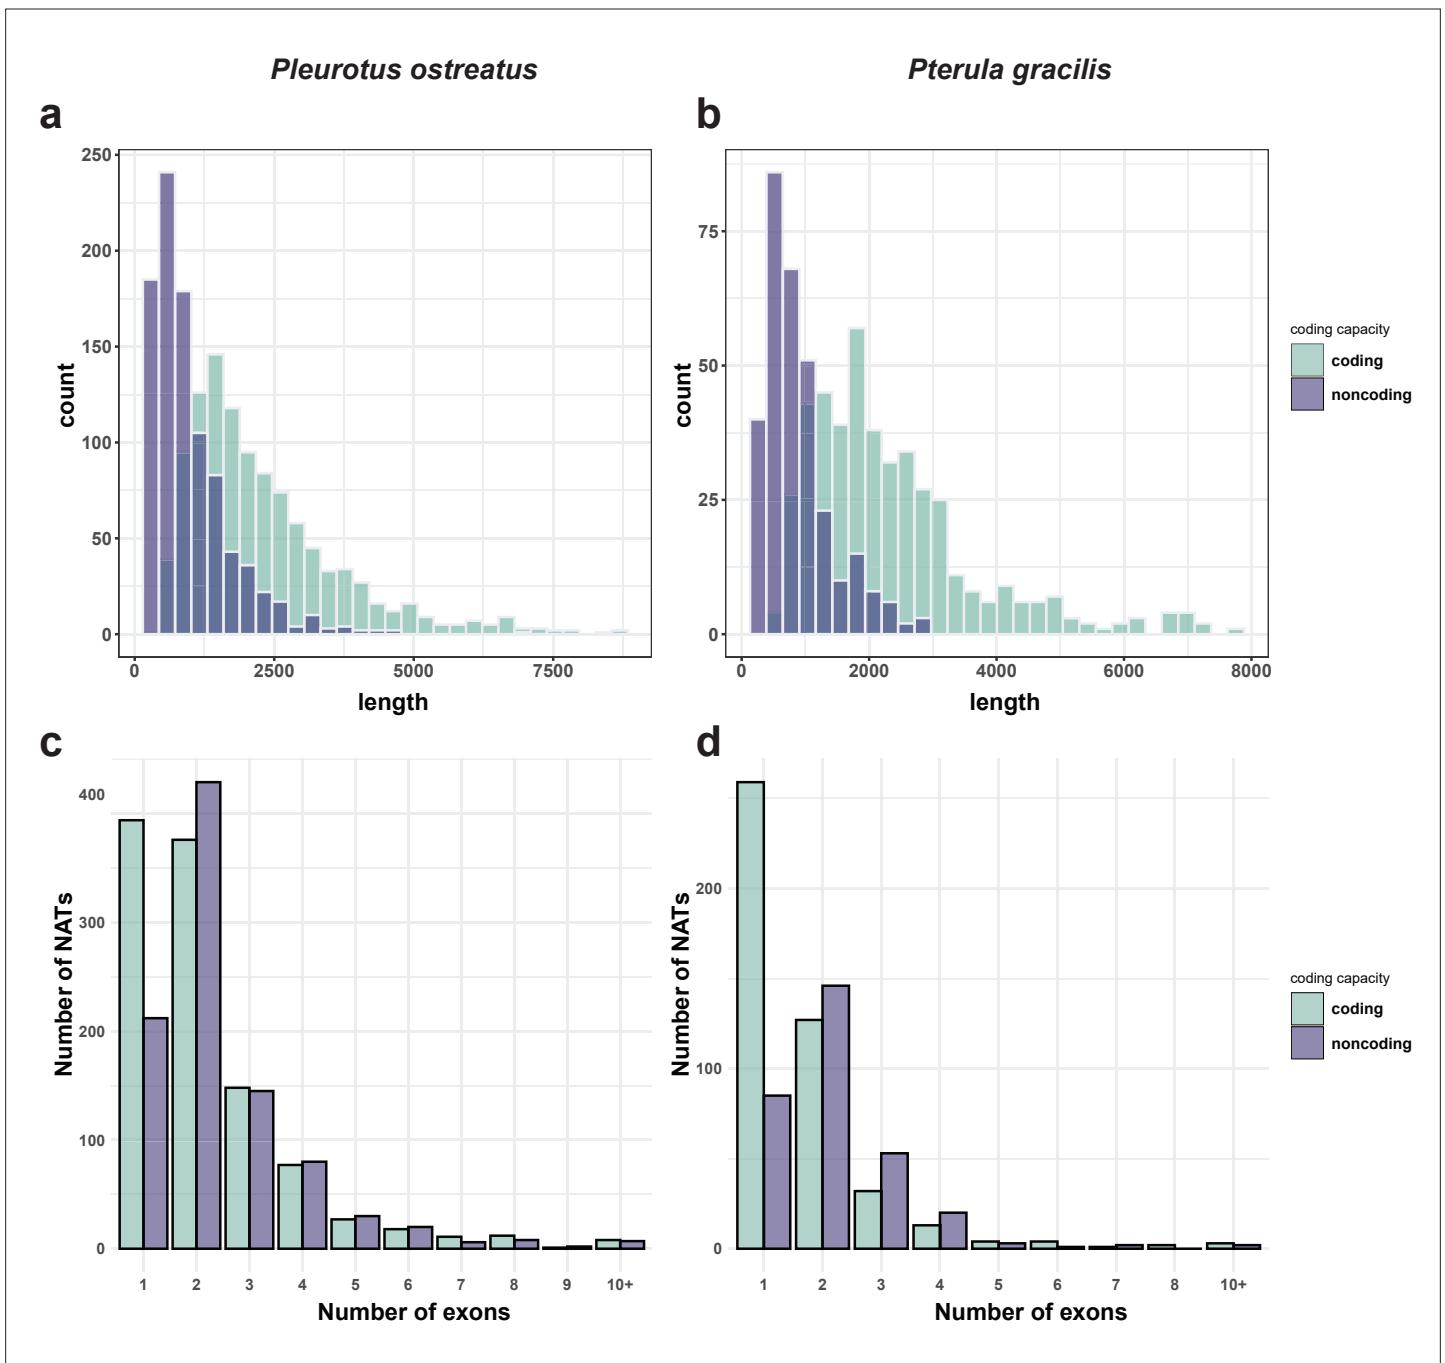 Pleurotus ostreatus
Pterula gracilis
a
b
250
200
150
100
50
0
count
0 2500 5000 7500
length
75
50
25
0
count
0 2000 4000 6000 8000
length
coding capacity
coding
noncoding
c
d
400
300
200
100
0
Number of NATs
1 2 3 4 5 6 7 8 9 10+
Number of exons
200
100
0
Number of NATs
1 2 3 4 5 6 7 8 10+
Number of exons
coding capacity
coding
noncoding